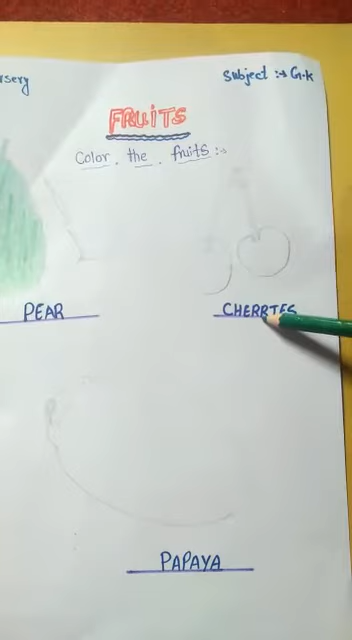 rsery
Subject :→ G.K
FRUiTS
Color . the . fruits :→
PEAR
CHERRIES
PAPAYA